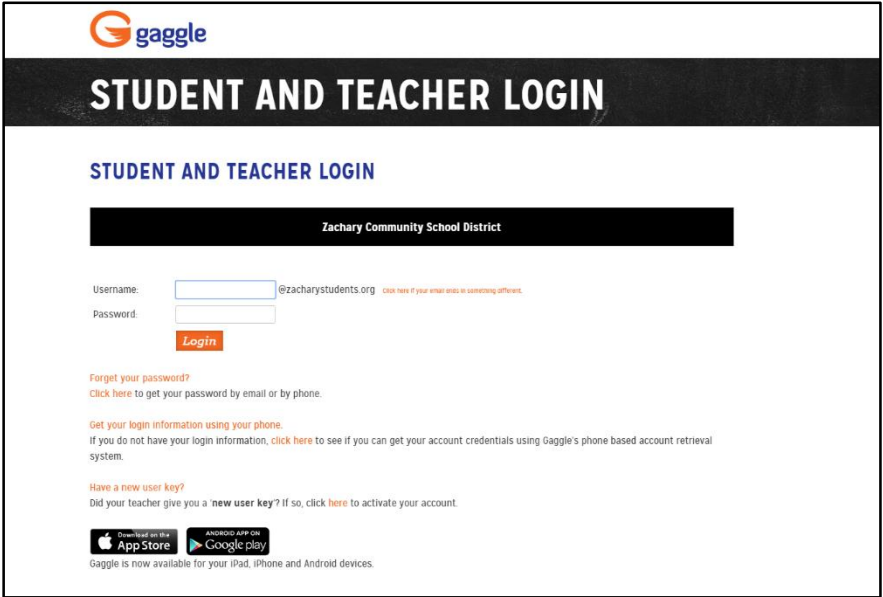 gaggle
STUDENT AND TEACHER LOGIN
STUDENT AND TEACHER LOGIN
Zachary Community School District
Username: @zacharystudents.org Click here if your email ends in something different.
Password:
Login
Forget your password?
Click here to get your password by email or by phone.
Get your login information using your phone.
If you do not have your login information, click here to see if you can get your account credentials using Gaggle's phone based account retrieval
system.
Have a new user key?
Did your teacher give you a 'new user key'? If so, click here to activate your account.
Download on the
App Store
ANDROID APP ON
Google play
Gaggle is now available for your iPad, iPhone and Android devices.